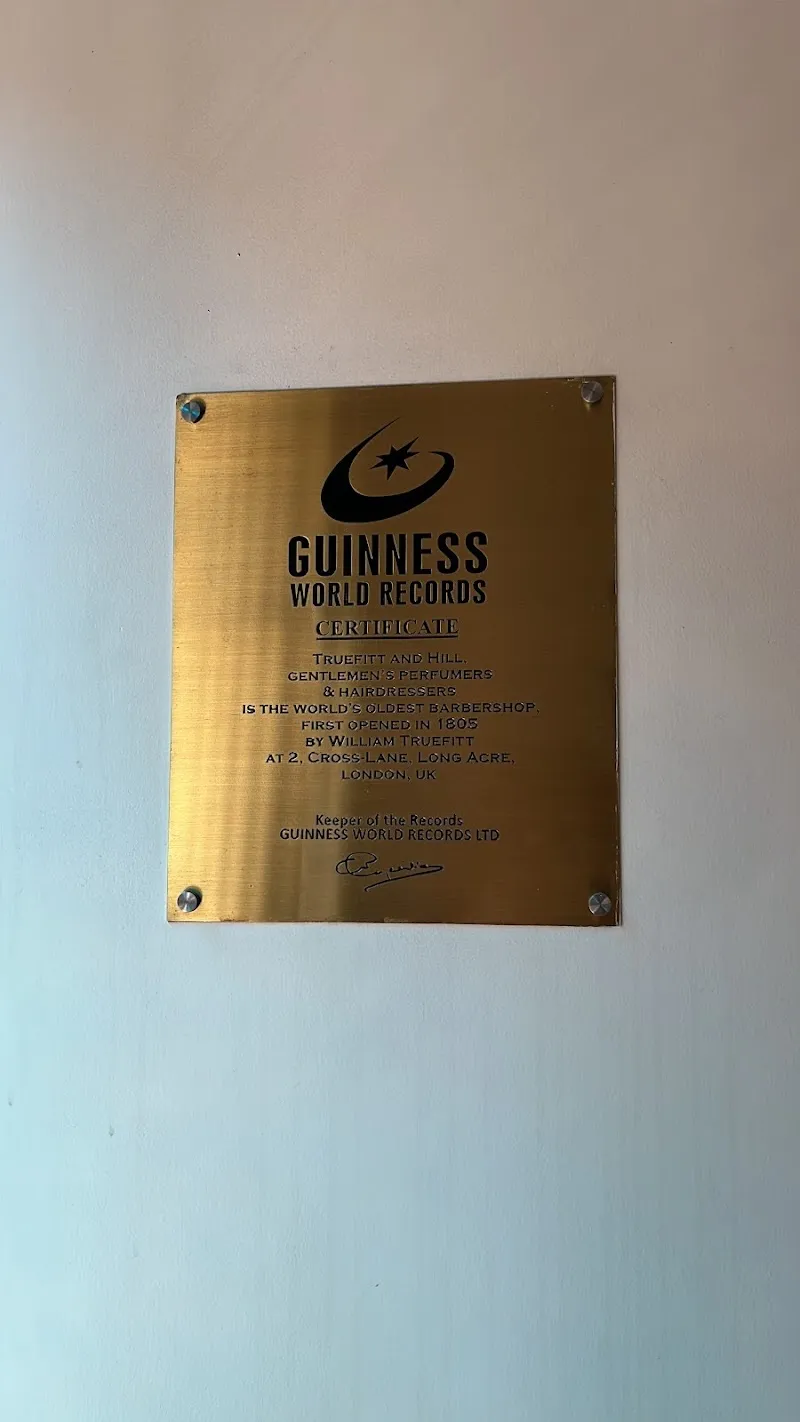 GUINNESS
WORLD RECORDS
CERTIFICATE
TRUEFITT AND HILL,
GENTLEMEN'S PERFUMERS
& HAIRDRESSERS
IS THE WORLD'S OLDEST BARBERSHOP,
FIRST OPENED IN 1805
BY WILLIAM TRUEFITT
AT 2, CROSS-LANE, LONG ACRE,
LONDON, UK
Keeper of the Records
GUINNESS WORLD RECORDS LTD